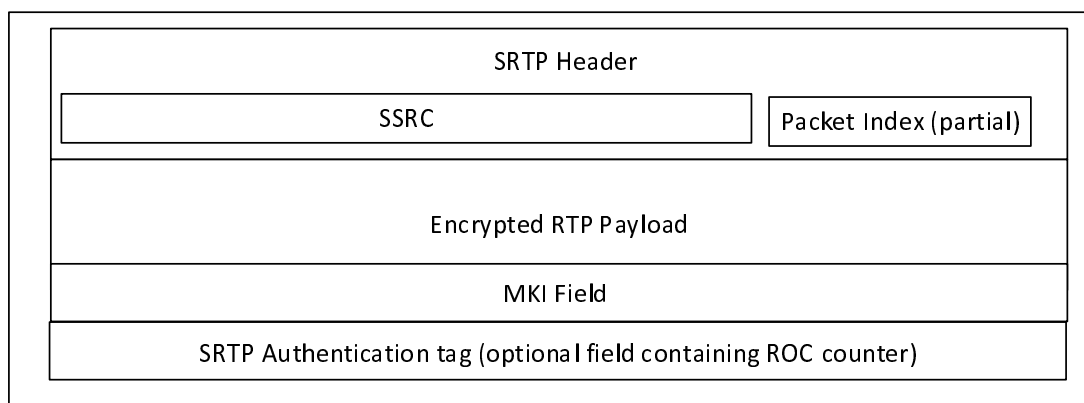 SRTP Header
SSRC
Packet Index (partial)
Encrypted RTP Payload
MKI Field
SRTP Authentication tag (optional field containing ROC counter)